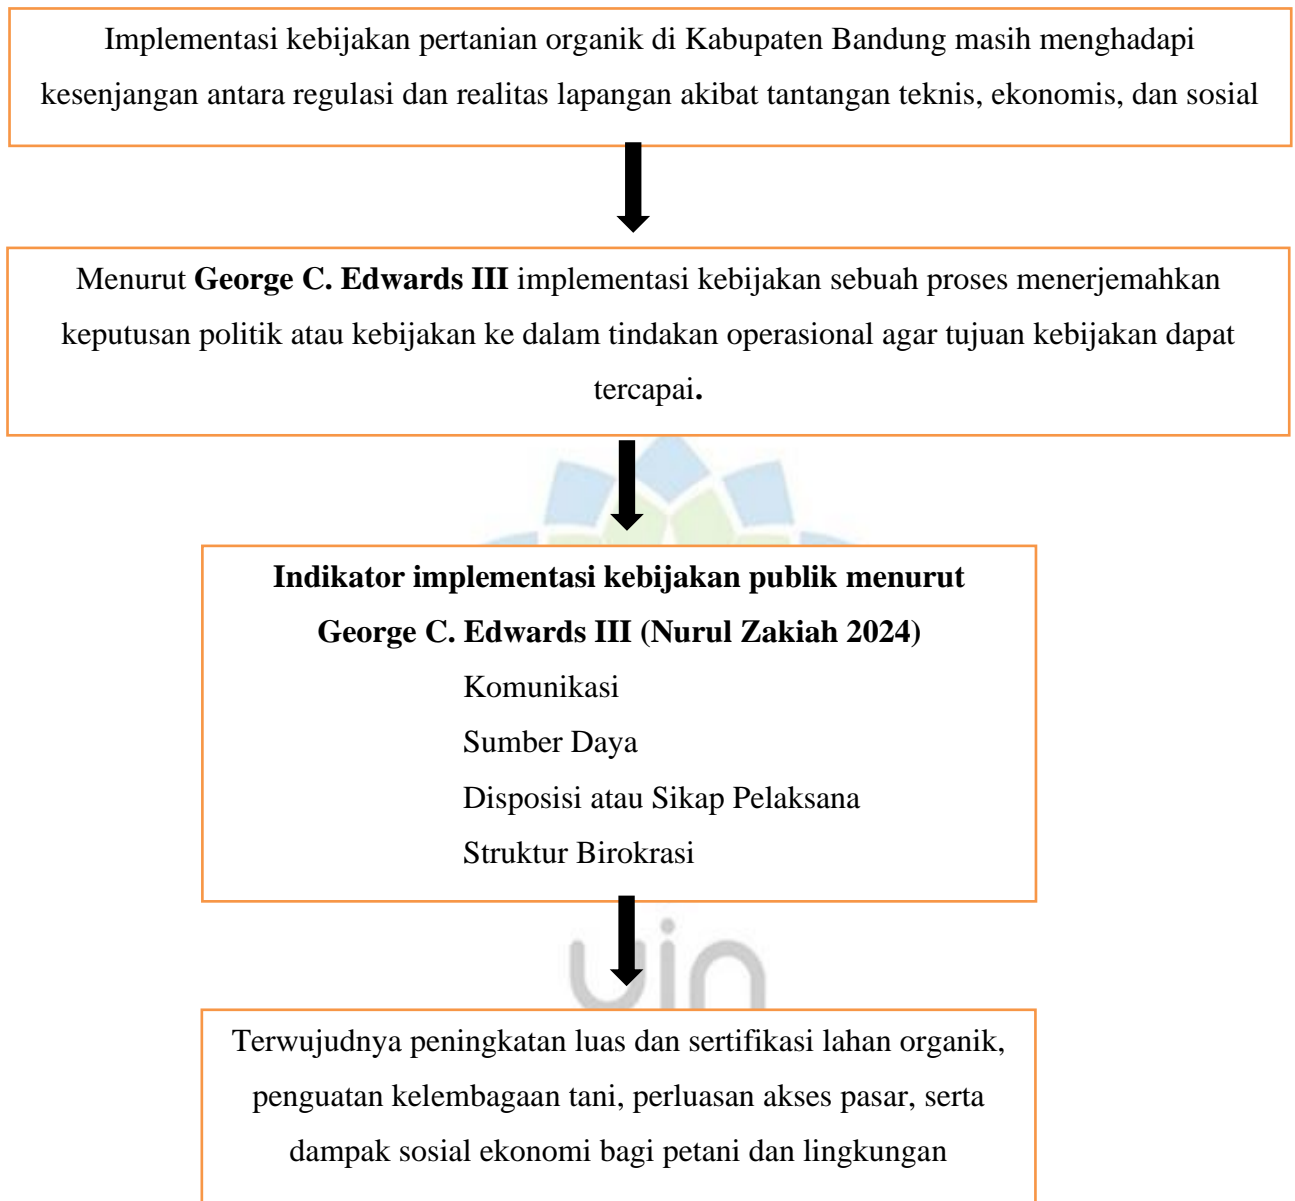 Implementasi kebijakan pertanian organik di Kabupaten Bandung masih menghadapi
kesenjangan antara regulasi dan realitas lapangan akibat tantangan teknis, ekonomis, dan sosial
Menurut George C. Edwards III implementasi kebijakan sebuah proses menerjemahkan
keputusan politik atau kebijakan ke dalam tindakan operasional agar tujuan kebijakan dapat
tercapai.
Indikator implementasi kebijakan publik menurut
George C. Edwards III (Nurul Zakiah 2024)
Komunikasi
Sumber Daya
Disposisi atau Sikap Pelaksana
Struktur Birokrasi
uin
Terwujudnya peningkatan luas dan sertifikasi lahan organik,
penguatan kelembagaan tani, perluasan akses pasar, serta
dampak sosial ekonomi bagi petani dan lingkungan